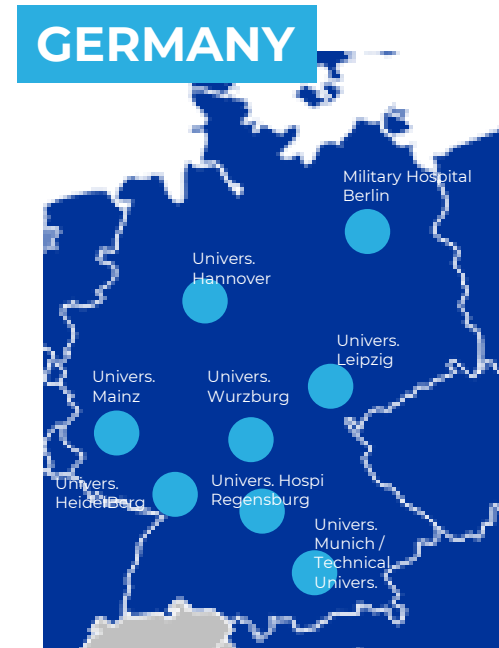 GERMANY
Military Hospital
Berlin
Univers.
Hannover
Univers.
Leipzig
Univers.
Mainz
Univers.
Wurzburg
Univers.
HeidelBerg
Univers. Hospi
Regensburg
Univers.
Munich /
Technical
Univers.